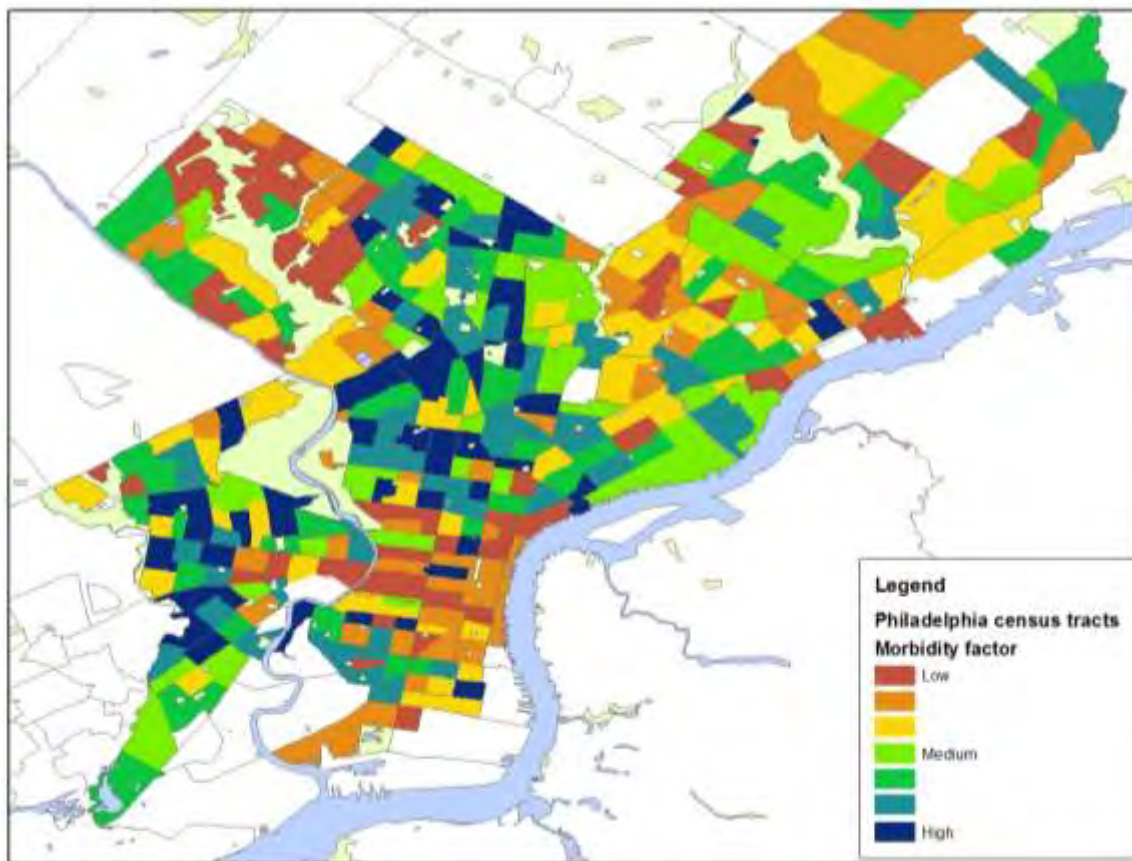 Legend
Philadelphia census tracts
Morbidity factor
Low
Medium
High